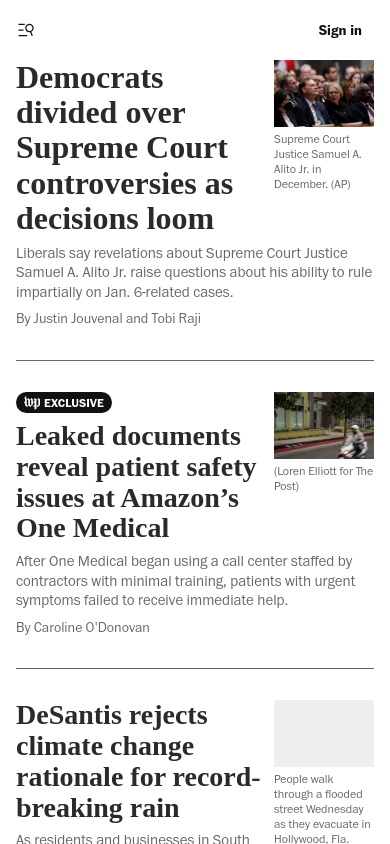 Sign in
Democrats
divided over
Supreme Court
controversies as
decisions loom
Supreme Court
Justice Samuel A.
Alito Jr. in
December. (AP)
Liberals say revelations about Supreme Court Justice
Samuel A. Alito Jr. raise questions about his ability to rule
impartially on Jan. 6-related cases.
By Justin Jouvenal and Tobi Raji
wp EXCLUSIVE
Leaked documents
reveal patient safety
issues at Amazon’s
One Medical
(Loren Elliott for The
Post)
After One Medical began using a call center staffed by
contractors with minimal training, patients with urgent
symptoms failed to receive immediate help.
By Caroline O'Donovan
DeSantis rejects
climate change
rationale for record-
breaking rain
People walk
through a flooded
street Wednesday
as they evacuate in
Hollywood, Fla.
As residents and businesses in South